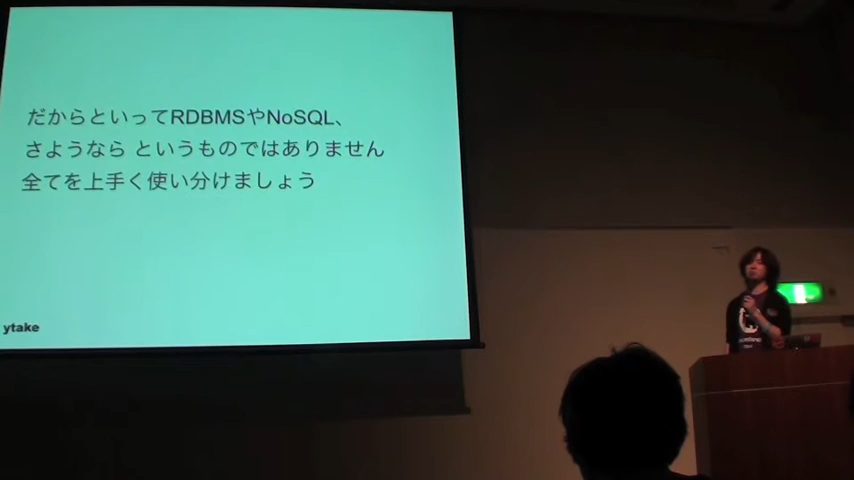 だからといってRDBMSやNoSQL、
さようなら というものではありません
全てを上手く使い分けましょう
ytake